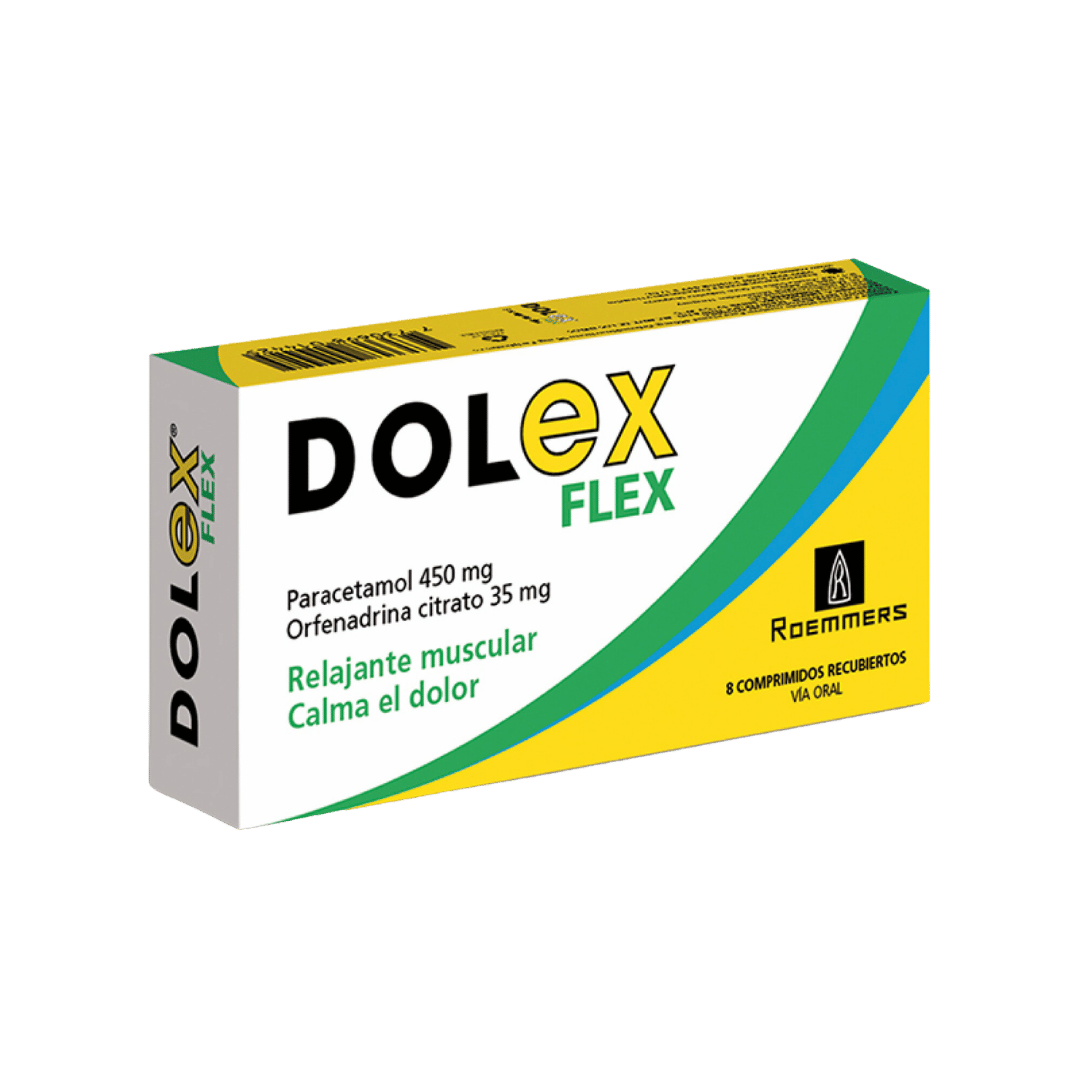 DOLEX
FLEX
Paracetamol 450 mg
Orfenadrina citrato 35 mg
Relajante muscular
Calma el dolor
ROEMMERS
8 COMPRIMIDOS RECUBIERTOS
VÍA ORAL
DOLEX®
FLEX
DOLEX